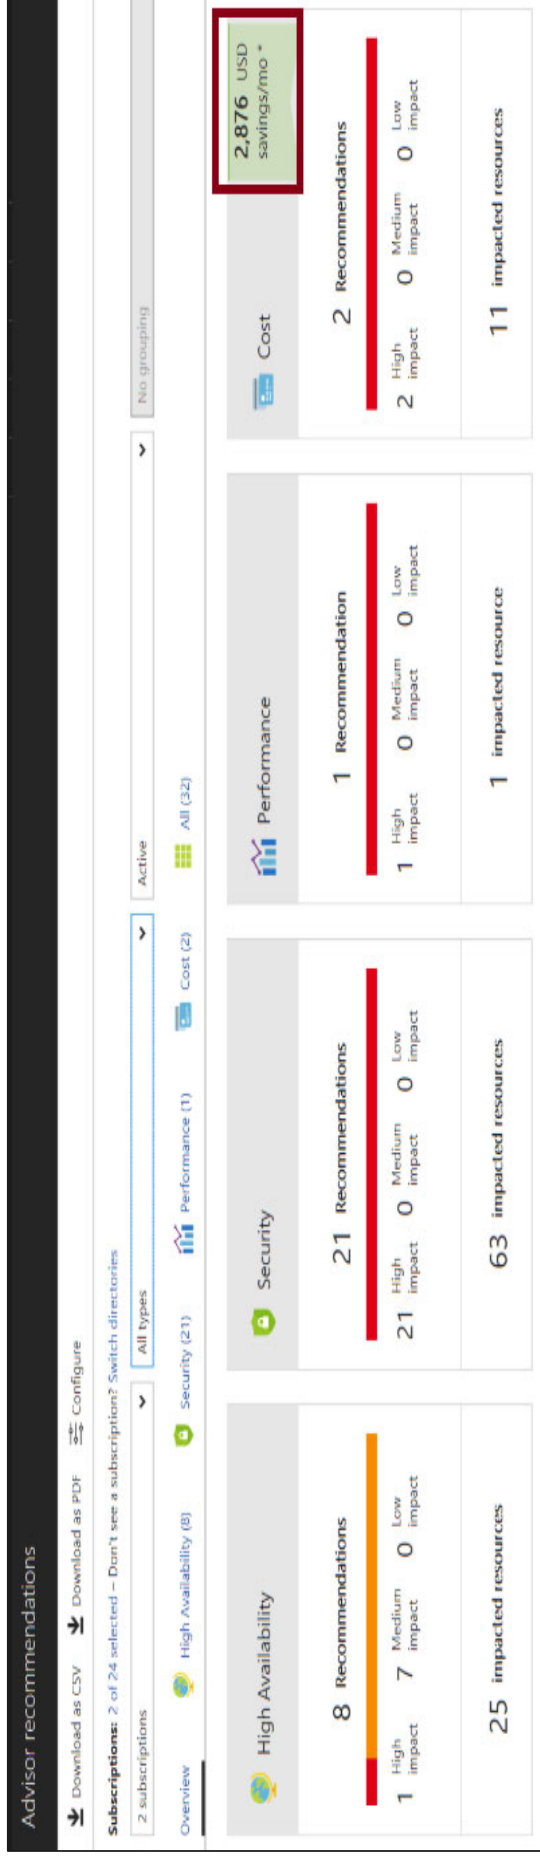 Advisor recommendations
Download as CSV Download as PDF Configure
Subscriptions: 2 of 24 selected – Don't see a subscription? Switch directories
2 subscriptions All types Active No grouping
Overview High Availability (8) Security (21) Performance (1) Cost (2) All (32)
High Availability
8 Recommendations
1 High impact 7 Medium impact 0 Low impact
25 impacted resources
Security
21 Recommendations
21 High impact 0 Medium impact 0 Low impact
63 impacted resources
Performance
1 Recommendation
1 High impact 0 Medium impact 0 Low impact
1 impacted resource
Cost
2,876 USD
savings/mo *
2 Recommendations
2 High impact 0 Medium impact 0 Low impact
11 impacted resources